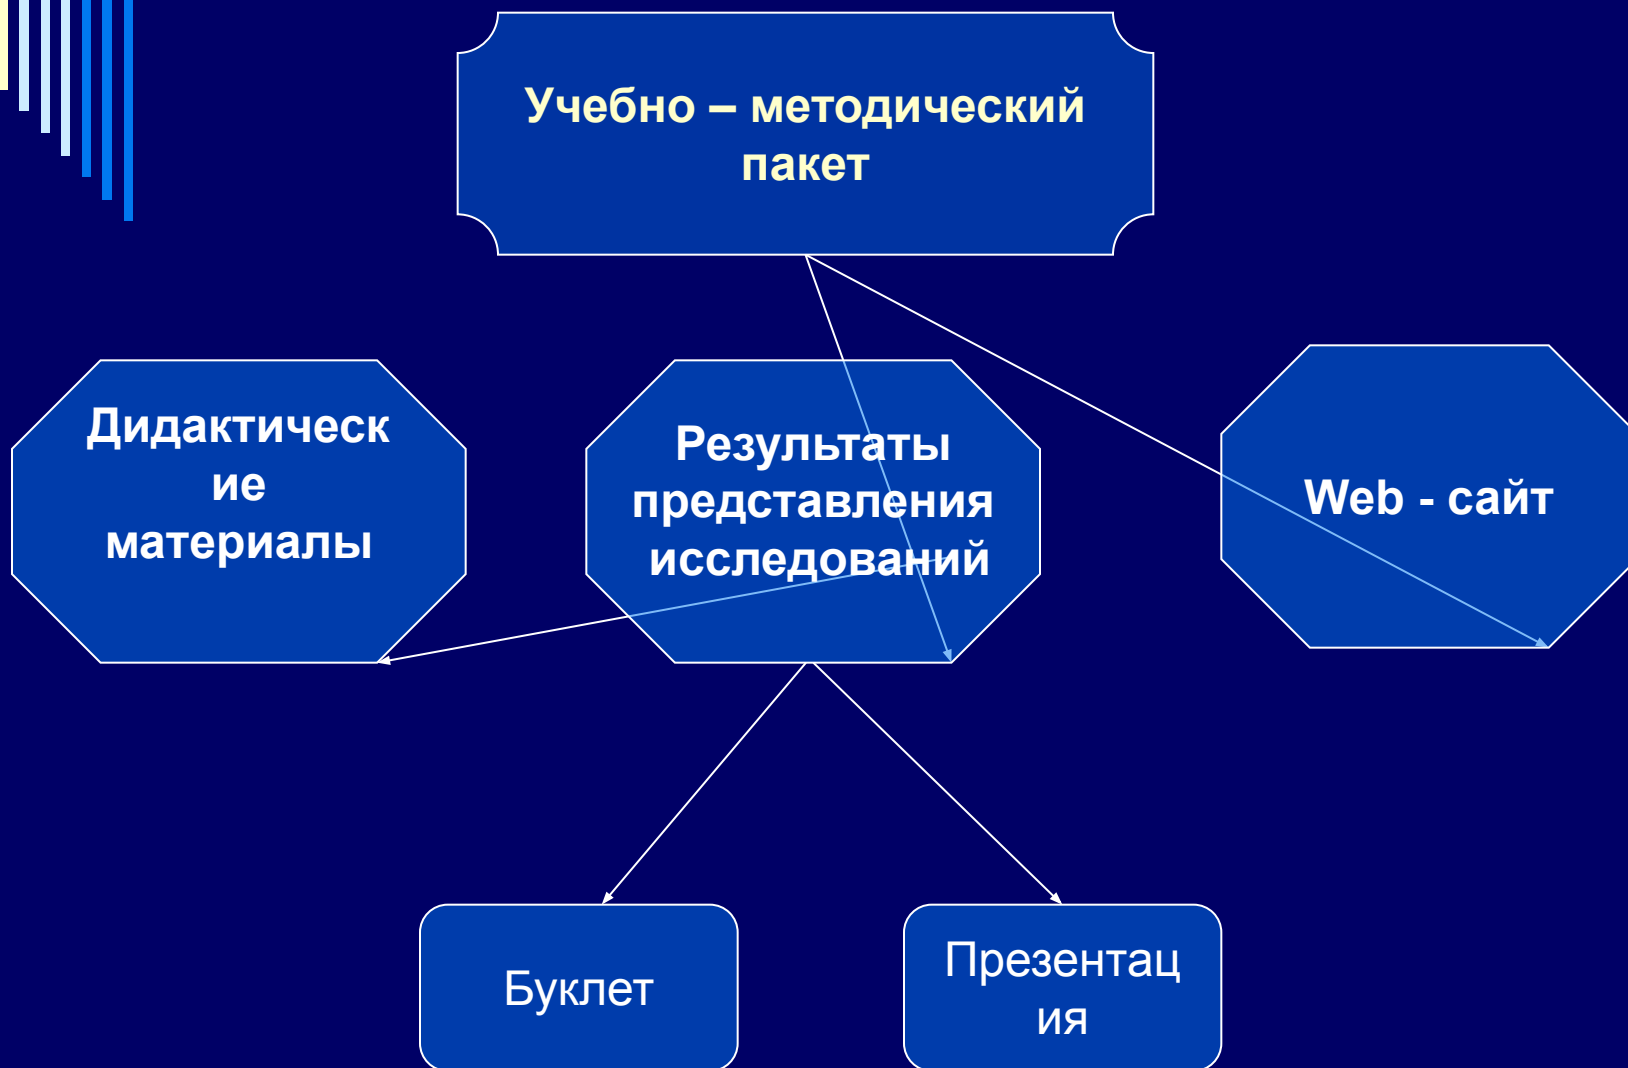 Учебно – методический
пакет
Дидактическ
ие
материалы
Результаты
представления
исследований
Web - сайт
Буклет
Презентац
ия